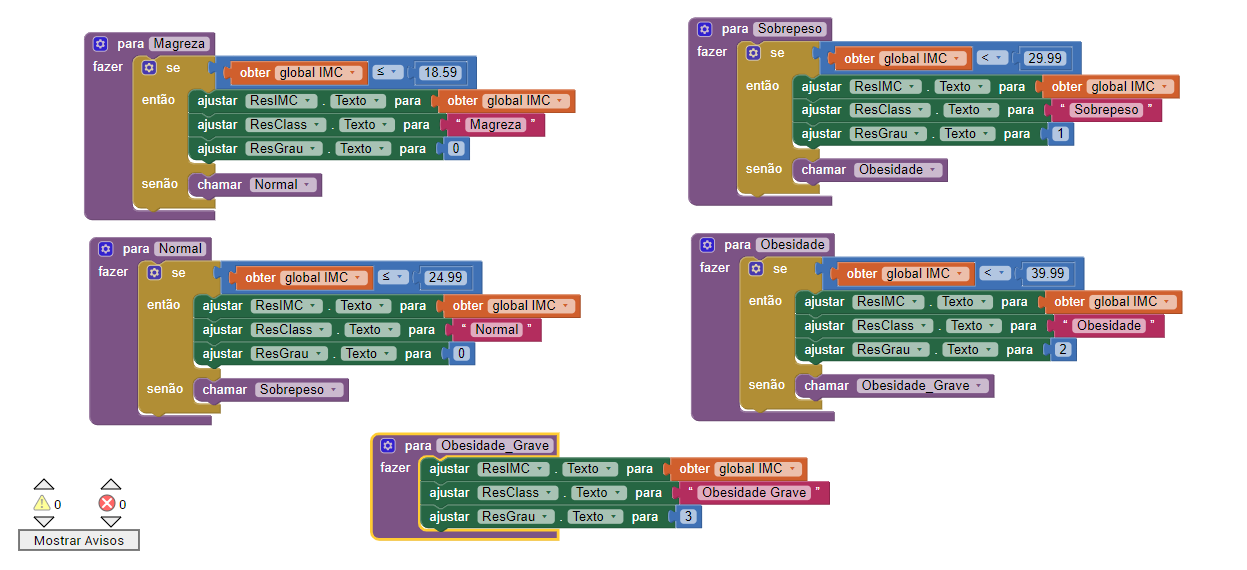 para Magreza
fazer se obter global IMC ≤ 18.59
então ajustar ResIMC . Texto para obter global IMC
ajustar ResClass . Texto para “ Magreza ”
ajustar ResGrau . Texto para 0
senão chamar Normal
para Normal
fazer se obter global IMC ≤ 24.99
então ajustar ResIMC . Texto para obter global IMC
ajustar ResClass . Texto para “ Normal ”
ajustar ResGrau . Texto para 0
senão chamar Sobrepeso
para Sobrepeso
fazer se obter global IMC < 29.99
então ajustar ResIMC . Texto para obter global IMC
ajustar ResClass . Texto para “ Sobrepeso ”
ajustar ResGrau . Texto para 1
senão chamar Obesidade
para Obesidade
fazer se obter global IMC < 39.99
então ajustar ResIMC . Texto para obter global IMC
ajustar ResClass . Texto para “ Obesidade ”
ajustar ResGrau . Texto para 2
senão chamar Obesidade_Grave
para Obesidade_Grave
fazer ajustar ResIMC . Texto para obter global IMC
ajustar ResClass . Texto para “ Obesidade Grave ”
ajustar ResGrau . Texto para 3
0 0
Mostrar Avisos